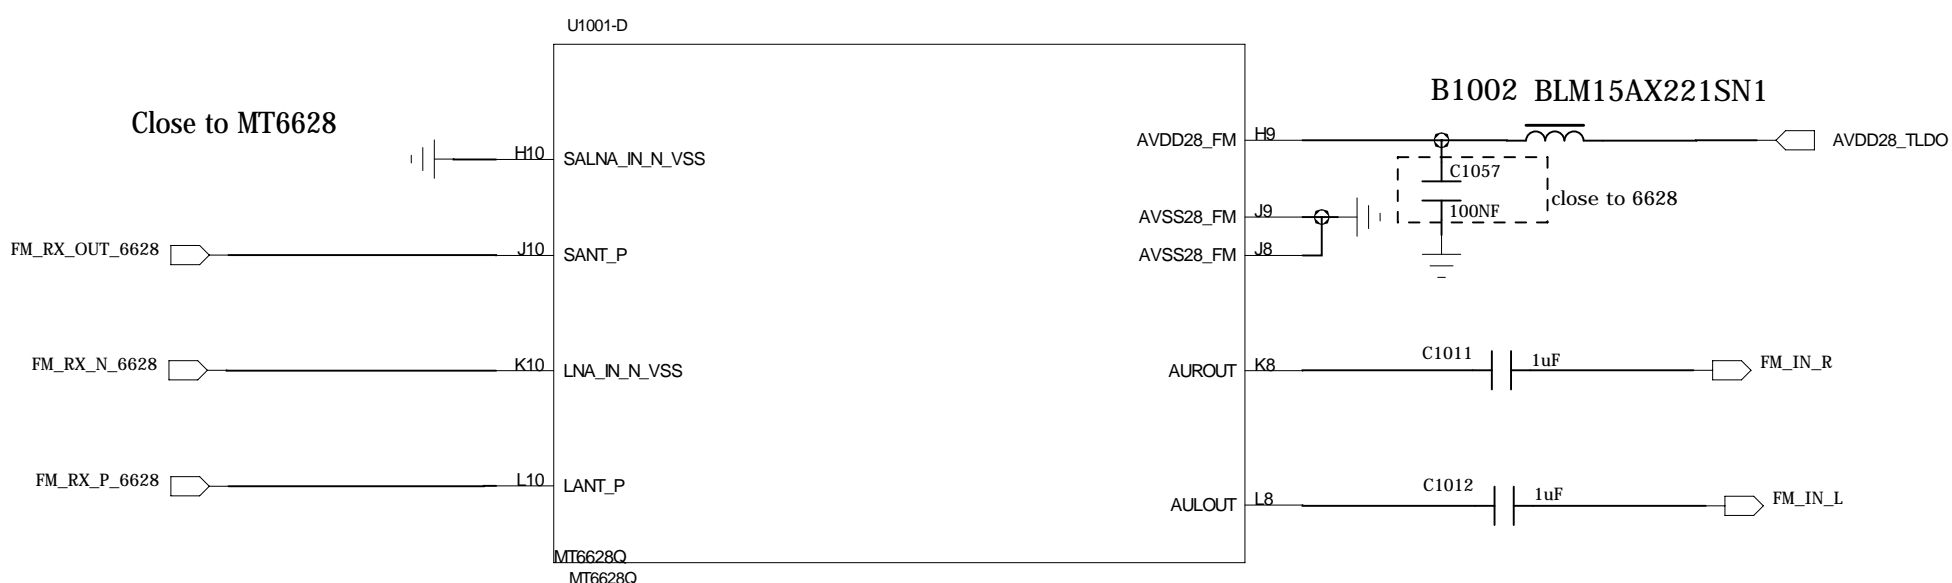 U1001-D
B1002 BLM15AX221SN1
Close to MT6628
H10 SALNA_IN_N_VSS
AVDD28_FM H9
AVDD28_TLDO
C1057
100NF
close to 6628
AVSS28_FM J9
AVSS28_FM J8
FM_RX_OUT_6628
J10 SANT_P
FM_RX_N_6628
K10 LNA_IN_N_VSS
AUROUT K8
C1011
1uF
FM_IN_R
FM_RX_P_6628
L10 LANT_P
AULOUT L8
C1012
1uF
FM_IN_L
MT6628Q
MT6628Q